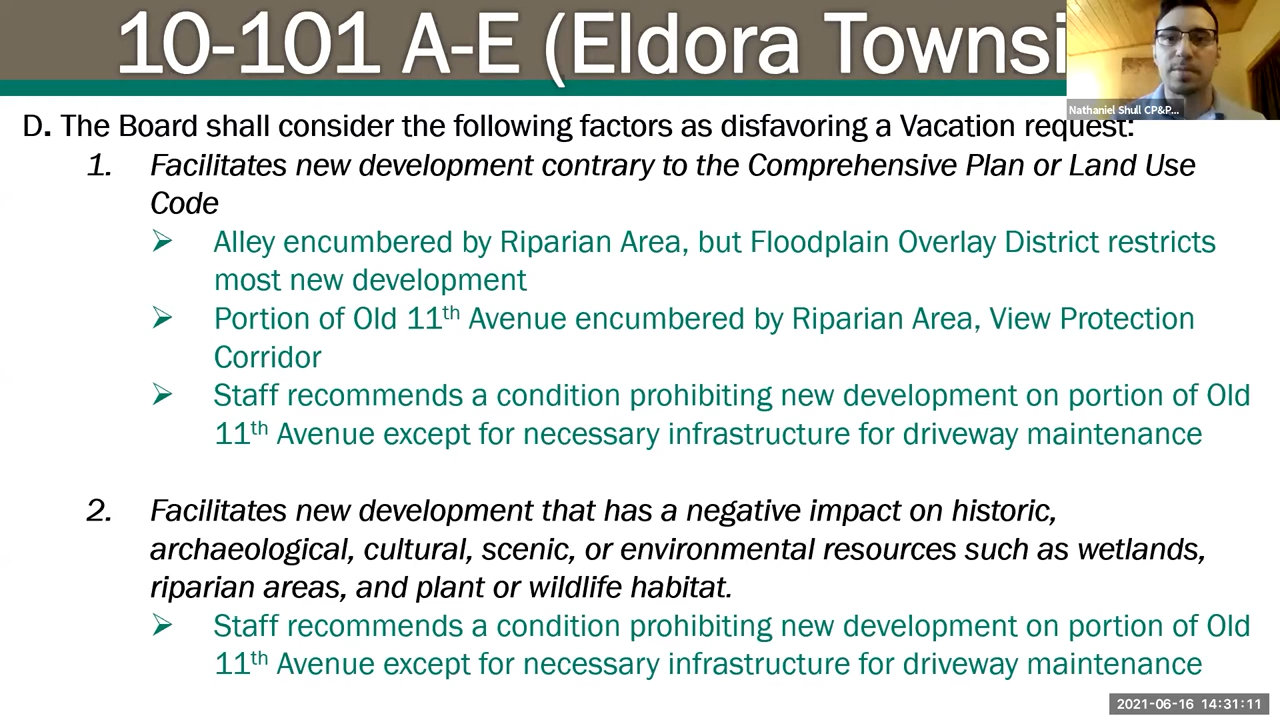 10-101 A-E (Eldora Townsi
Nathaniel Shull CP&P...
D. The Board shall consider the following factors as disfavoring a Vacation request:
1. Facilitates new development contrary to the Comprehensive Plan or Land Use
Code
➢ Alley encumbered by Riparian Area, but Floodplain Overlay District restricts
most new development
➢ Portion of Old 11th Avenue encumbered by Riparian Area, View Protection
Corridor
➢ Staff recommends a condition prohibiting new development on portion of Old
11th Avenue except for necessary infrastructure for driveway maintenance
2. Facilitates new development that has a negative impact on historic,
archaeological, cultural, scenic, or environmental resources such as wetlands,
riparian areas, and plant or wildlife habitat.
➢ Staff recommends a condition prohibiting new development on portion of Old
11th Avenue except for necessary infrastructure for driveway maintenance
2021-06-16 14:31:11